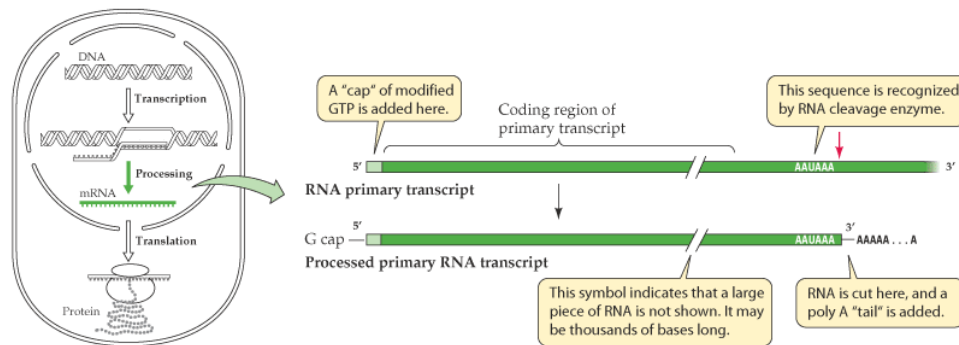 DNA
Transcription
Processing
mRNA
Translation
Protein
A "cap" of modified
GTP is added here.
Coding region of
primary transcript
This sequence is recognized
by RNA cleavage enzyme.
5’
AAUAAA
3’
RNA primary transcript
5’
3’
G cap
AAUAAA
AAAAA...A
Processed primary RNA transcript
This symbol indicates that a large
piece of RNA is not shown. It may
be thousands of bases long.
RNA is cut here, and a
poly A "tail" is added.